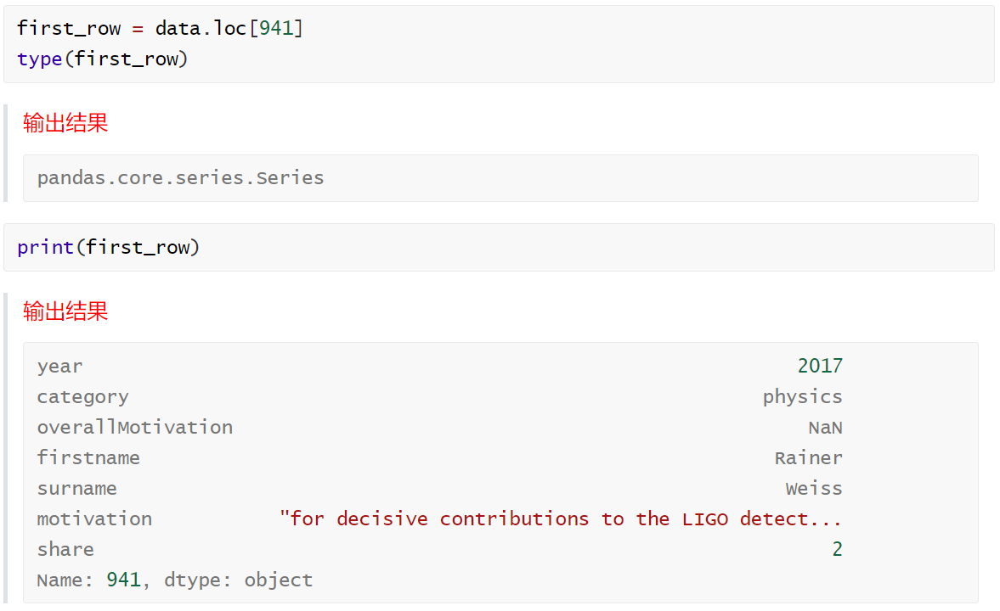 first_row = data.loc[941]
type(first_row)
输出结果
pandas.core.series.Series
print(first_row)
输出结果
year 2017
category physics
overallMotivation NaN
firstname Rainer
surname Weiss
motivation "for decisive contributions to the LIGO detect...
share 2
Name: 941, dtype: object